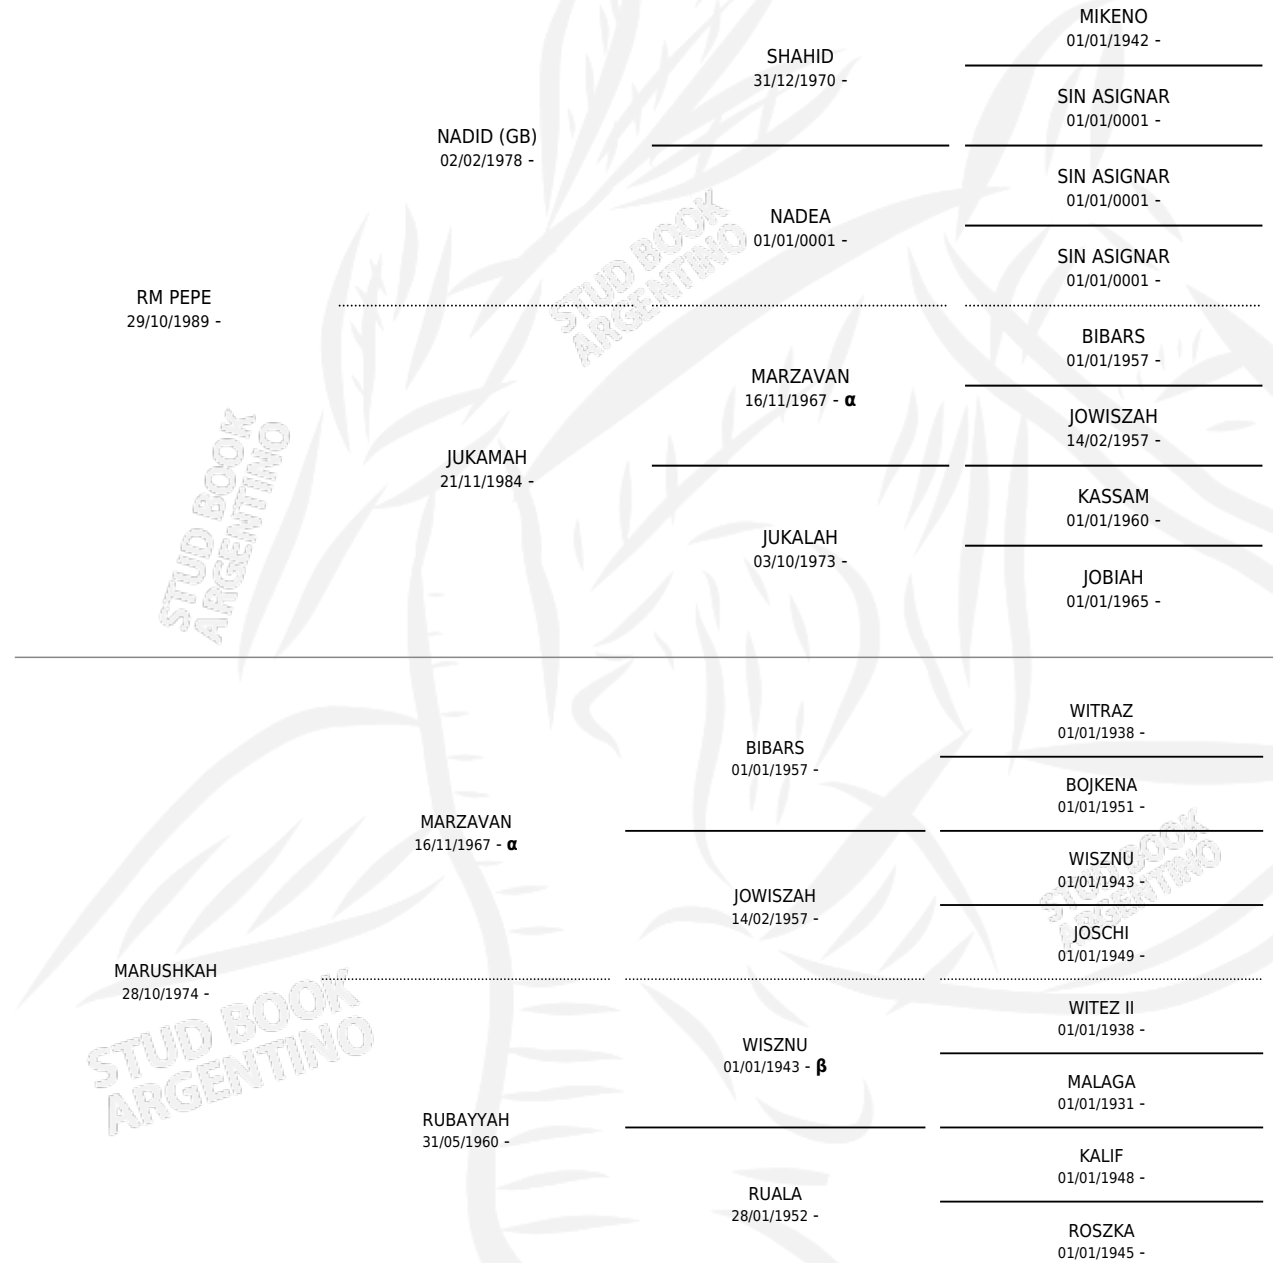 MIKENO
01/01/1942 -
SHAHID
31/12/1970 -
SIN ASIGNAR
01/01/0001 -
NADID (GB)
02/02/1978 -
SIN ASIGNAR
01/01/0001 -
NADEA
01/01/0001 -
SIN ASIGNAR
01/01/0001 -
RM PEPE
29/10/1989 -
BIBARS
01/01/1957 -
MARZAVAN
16/11/1967 - α
JOWISZAH
14/02/1957 -
JUKAMAH
21/11/1984 -
KASSAM
01/01/1960 -
JUKALAH
03/10/1973 -
JOBIAH
01/01/1965 -
WITRAZ
01/01/1938 -
BIBARS
01/01/1957 -
BOJKENA
01/01/1951 -
MARZAVAN
16/11/1967 - α
WISZNU
01/01/1943 -
JOWISZAH
14/02/1957 -
JOSCHI
01/01/1949 -
MARUSHKAH
28/10/1974 -
WITEZ II
01/01/1938 -
WISZNU
01/01/1943 - β
MALAGA
01/01/1931 -
RUBAYYAH
31/05/1960 -
KALIF
01/01/1948 -
RUALA
28/01/1952 -
ROSZKA
01/01/1945 -
STUD BOOK
ARGENTINO
STUD BOOK
ARGENTINO
STUD BOOK
ARGENTINO
STUD BOOK
ARGENTINO